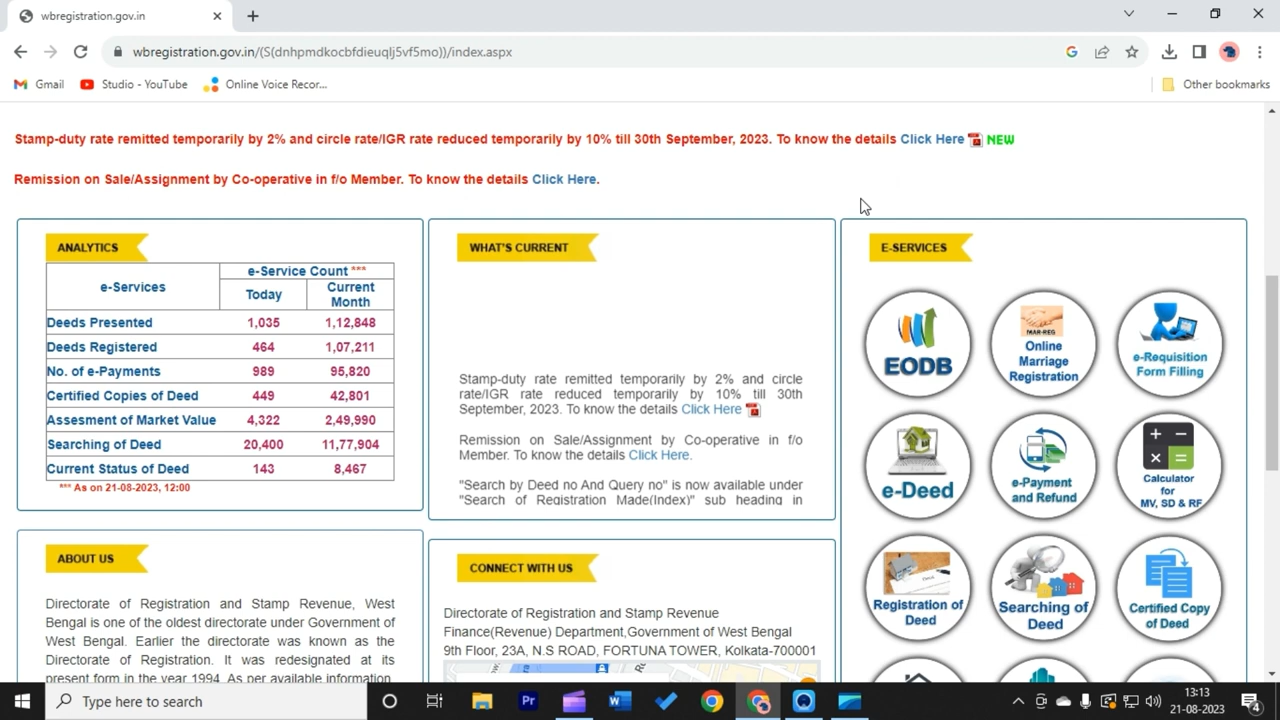 wbregistration.gov.in
wbregistration.gov.in/(S(dnhpmdkocbfdieuqlj5vf5mo))/index.aspx
Gmail
Studio - YouTube
Online Voice Recor...
Other bookmarks
Stamp-duty rate remitted temporarily by 2% and circle rate/IGR rate reduced temporarily by 10% till 30th September, 2023. To know the details Click Here NEW
Remission on Sale/Assignment by Co-operative in f/o Member. To know the details Click Here.
ANALYTICS
e-Services
e-Service Count ***
Today
Current
Month
Deeds Presented 1,035 1,12,848
Deeds Registered 464 1,07,211
No. of e-Payments 989 95,820
Certified Copies of Deed 449 42,801
Assesment of Market Value 4,322 2,49,990
Searching of Deed 20,400 11,77,904
Current Status of Deed 143 8,467
*** As on 21-08-2023, 12:00
WHAT'S CURRENT
Stamp-duty rate remitted temporarily by 2% and circle
rate/IGR rate reduced temporarily by 10% till 30th
September, 2023. To know the details Click Here
Remission on Sale/Assignment by Co-operative in f/o
Member. To know the details Click Here.
"Search by Deed no And Query no" is now available under
"Search of Registration Made(Index)" sub heading in
E-SERVICES
EODB
MAR-REG
Online
Marriage
Registration
e-Requisition
Form Filling
e-Deed
e-Payment
and Refund
Calculator
for
MV, SD & RF
Registration of
Deed
Searching of
Deed
Certified Copy
of Deed
ABOUT US
Directorate of Registration and Stamp Revenue, West
Bengal is one of the oldest directorate under Government of
West Bengal. Earlier the directorate was known as the
Directorate of Registration. It was redesignated at its
present form in the year 1994. As per available information,
CONNECT WITH US
Directorate of Registration and Stamp Revenue
Finance(Revenue) Department,Government of West Bengal
9th Floor, 23A, N.S ROAD, FORTUNA TOWER, Kolkata-700001
Type here to search
13:13
21-08-2023
4